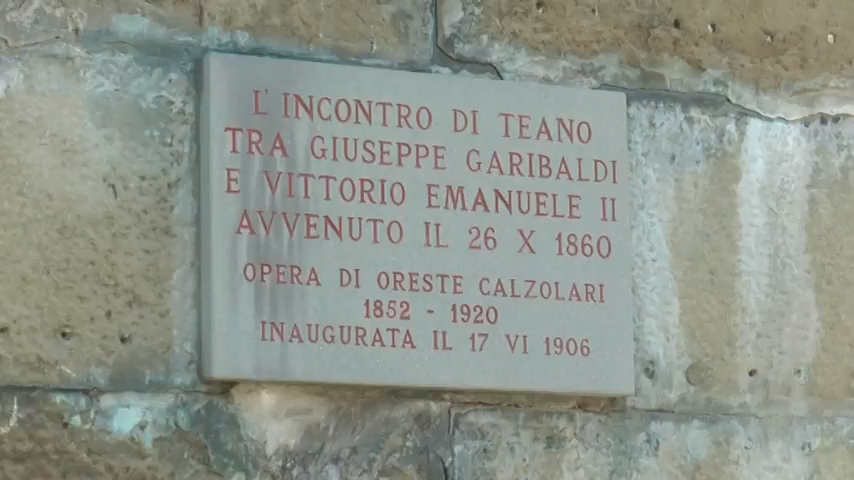 L'INCONTRO DI TEANO
TRA GIUSEPPE GARIBALDI
E VITTORIO EMANUELE II
AVVENUTO IL 26 X 1860
OPERA DI ORESTE CALZOLARI
1852 - 1920
INAUGURATA IL 17 VI 1906